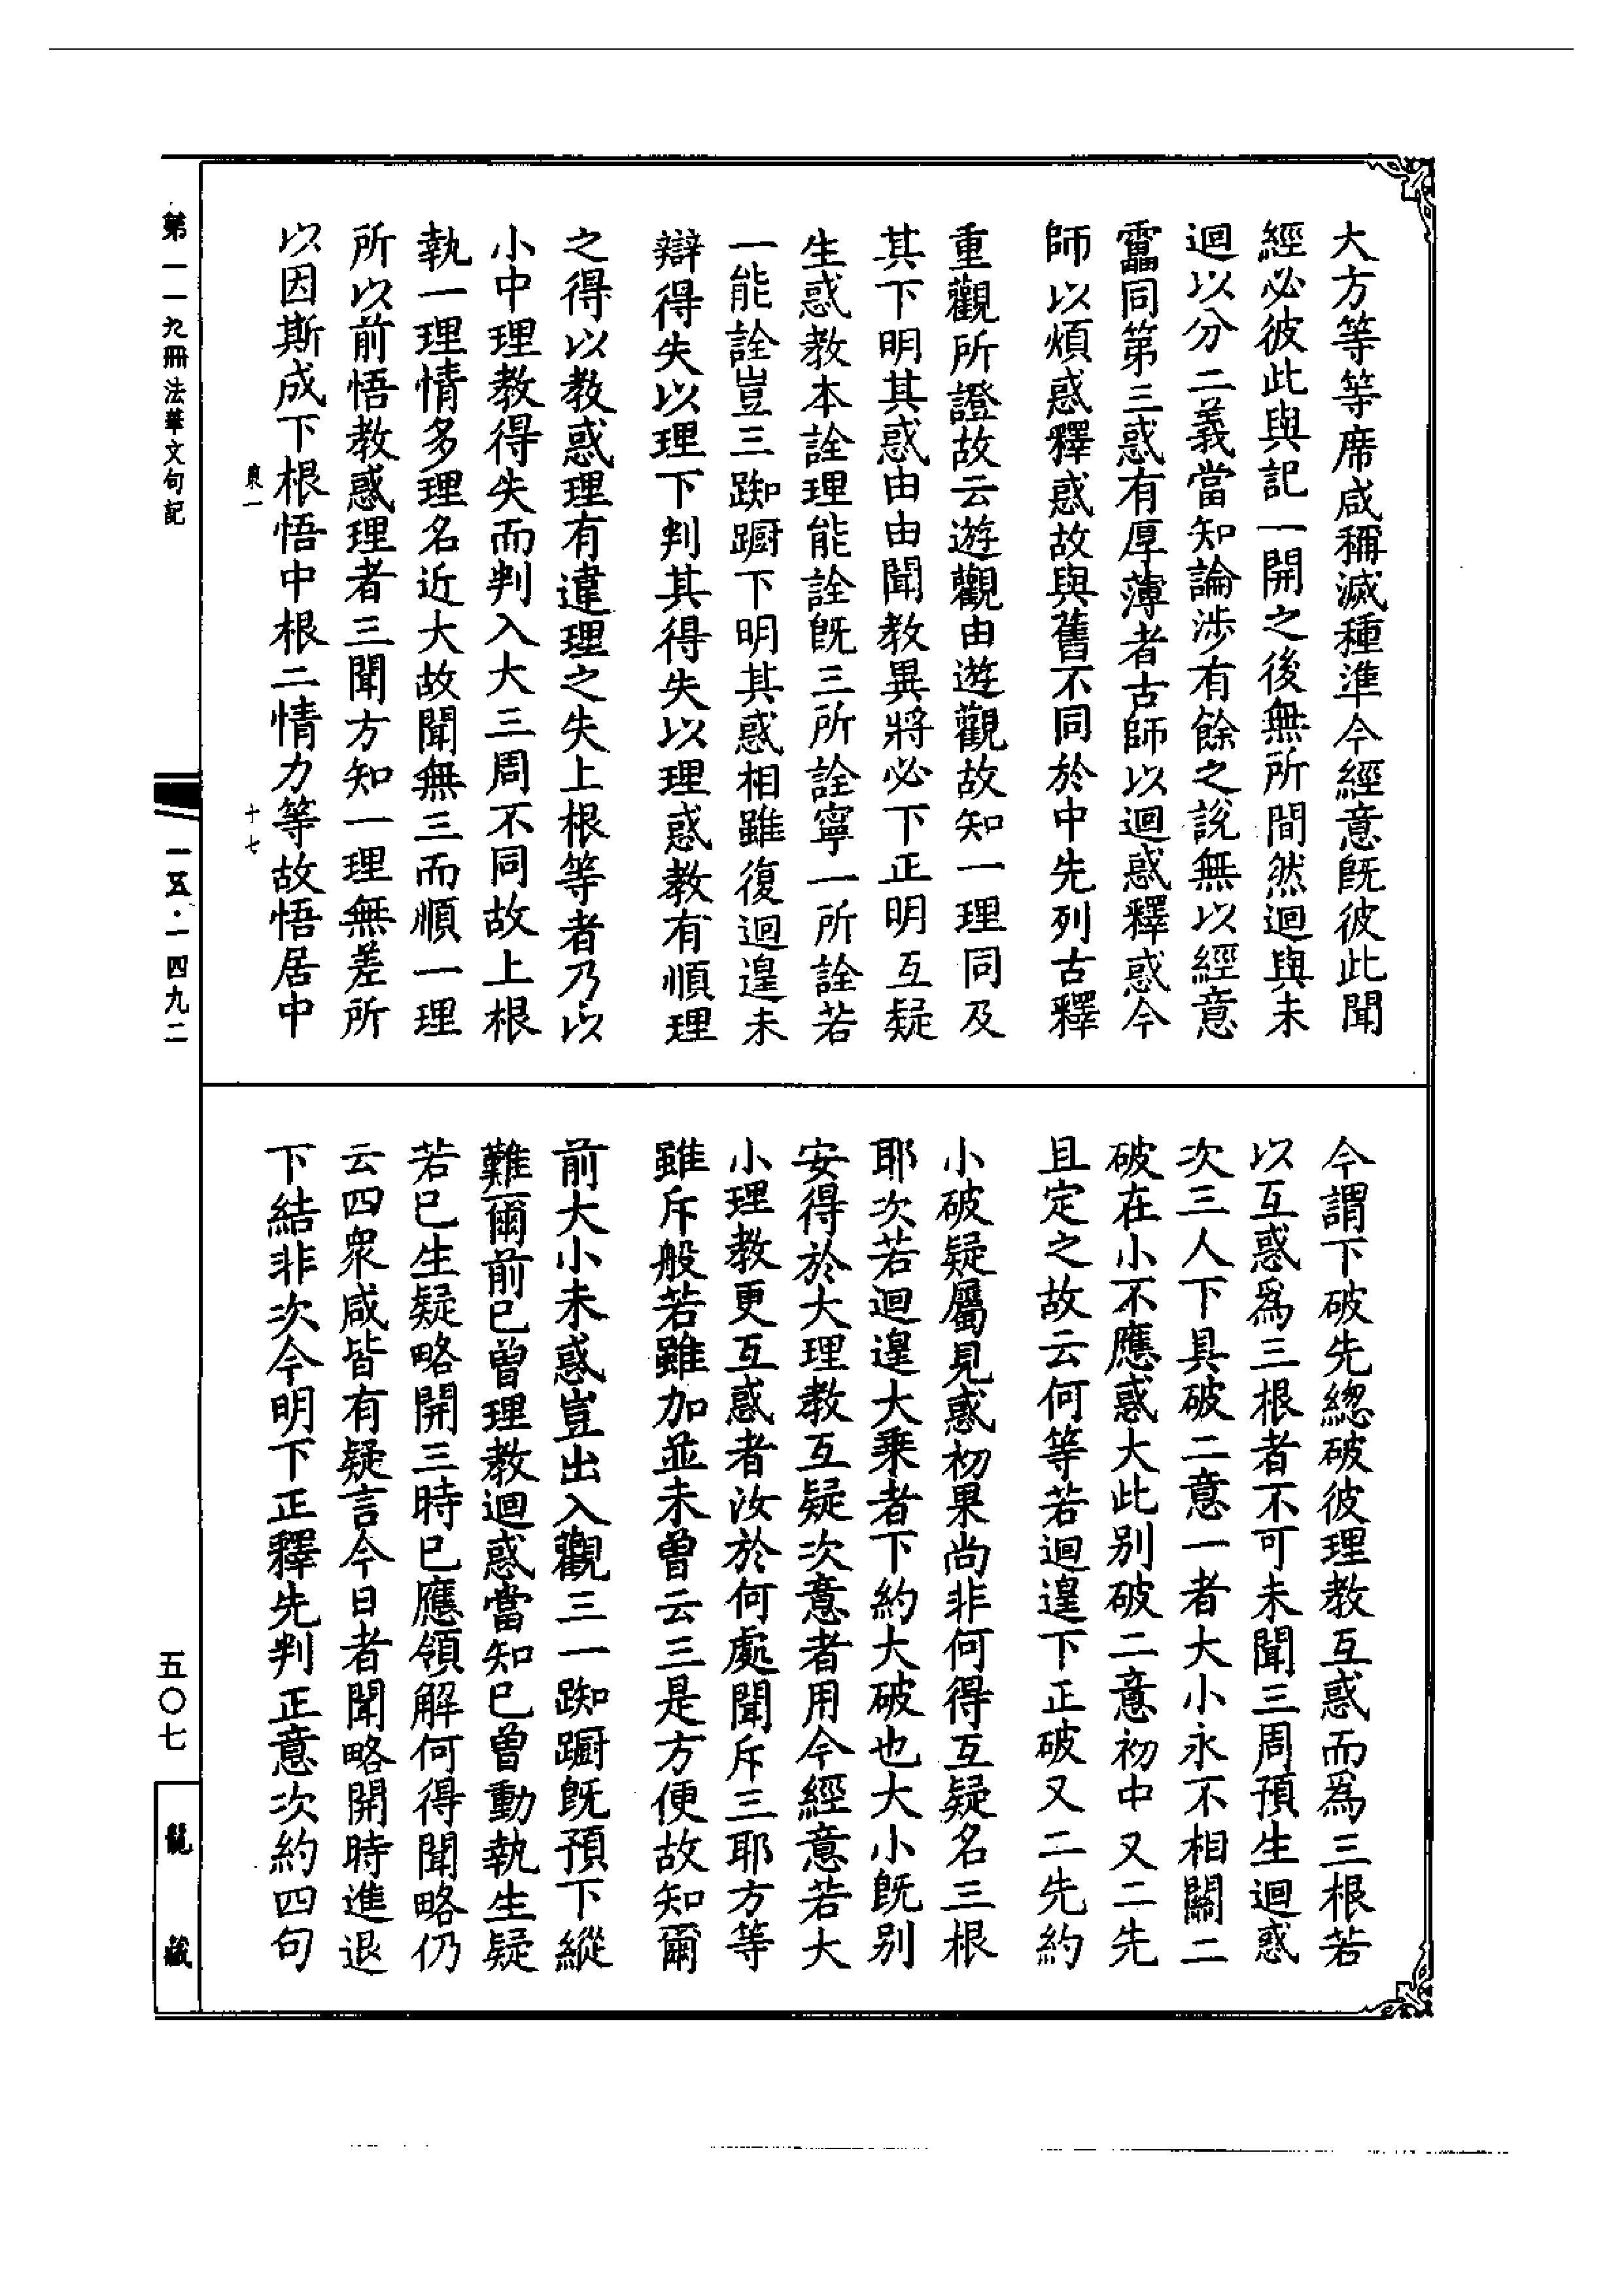 大方等等席咸稱滅種準今經意旣彼此聞
經必彼此與記一開之後無所間然迴與未
迴以分二義當知論渉有餘之說無以經意
靁同第三惑有厚薄者古師以迴惑釋惑今
師以煩惑釋惑故與舊不同於中先列古釋
重觀所證故云遊觀由遊觀故知一理同及
其下明其惑由由聞教異將必下正明互疑
生惑教本詮理能詮旣三所詮寧一所詮若
一能詮豈三踟蹰下明其惑相雖復迴遑未
辯得失以理下判其得失以理惑教有順理
之得以教惑理有違理之失上根等者乃以
小中理教得失而判入大三周不同故上根
執一理情多理名近大故聞無三而順一理
所以前悟教惑理者三聞方知一理無差所
以因斯成下根悟中根二情力等故悟居中
今謂下破先總破彼理教互惑而爲三根若
以互惑爲三根者不可未聞三周預生迴惑
次三人下具破二意一者大小永不相關二
破在小不應惑大此别破二意初中又二先
且定之故云何等若迴遑下正破又二先約
小破疑屬見惑初果尚非何得互疑名三根
耶次若迴遑大乘者下約大破也大小旣别
安得於大理教互疑次意者用今經意若大
小理教更互惑者汝於何處聞斥三耶方等
雖斥般若雖加並未曾云三是方便故知爾
前大小未惑豈出入觀三一踟蹰旣預下縱
難爾前已曾理教迴惑當知已曾動執生疑
若已生疑略開三時已應領解何得聞略仍
云四衆咸皆有疑言今日者聞略開時進退
下結非次今明下正釋先判正意次約四句
第一一九冊法華文句記
東一
十七
一五·一四九二
五〇七
龍藏